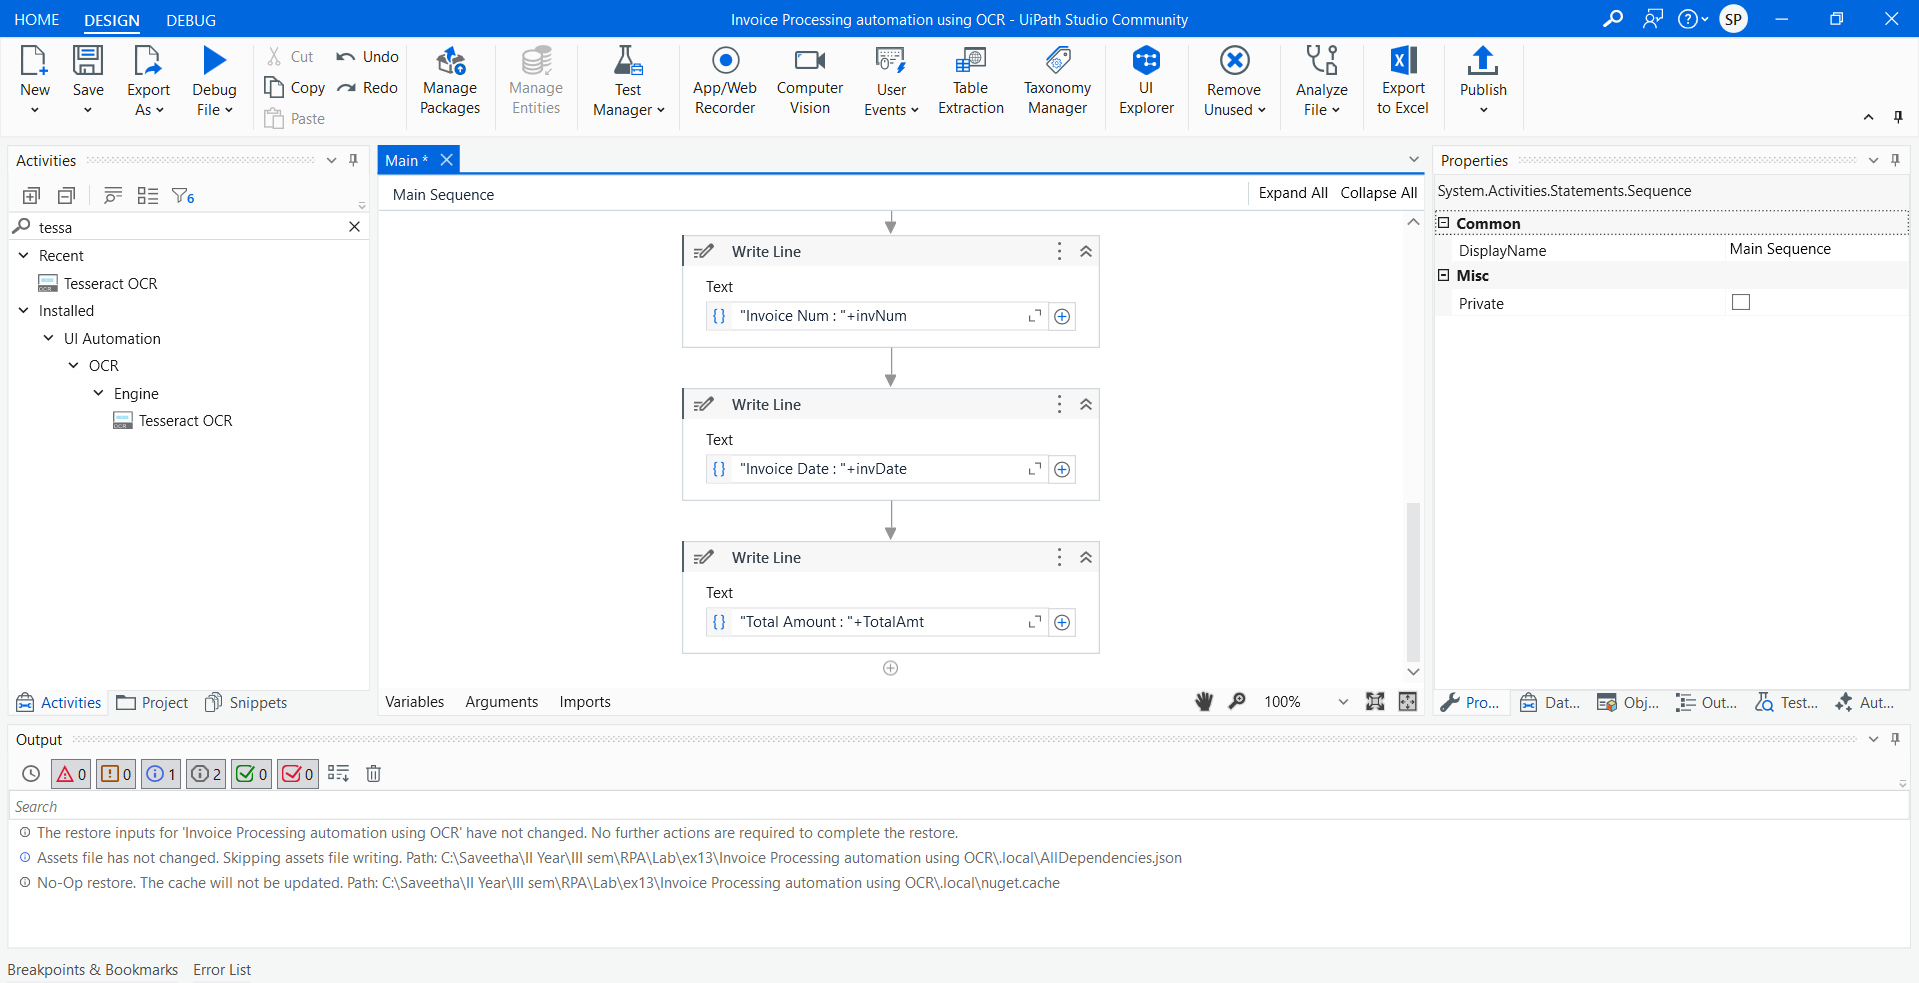 HOME DESIGN DEBUG Invoice Processing automation using OCR - UiPath Studio Community SP
New Save Export As Debug File Cut Copy Paste Undo Redo Manage Packages Manage Entities Test Manager App/Web Recorder Computer Vision User Events Table Extraction Taxonomy Manager UI Explorer Remove Unused Analyze File Export to Excel Publish
Activities
6
tessa
Recent
Tesseract OCR
Installed
UI Automation
OCR
Engine
Tesseract OCR
Activities Project Snippets
Main *
Main Sequence Expand All Collapse All
Write Line
Text
{} "Invoice Num : "+invNum
Write Line
Text
{} "Invoice Date : "+invDate
Write Line
Text
{} "Total Amount : "+TotalAmt
Variables Arguments Imports 100%
Properties
System.Activities.Statements.Sequence
Common
DisplayName Main Sequence
Misc
Private
Pro... Dat... Obj... Out... Test... Aut...
Output
0 0 1 2 0 0
Search
The restore inputs for 'Invoice Processing automation using OCR' have not changed. No further actions are required to complete the restore.
Assets file has not changed. Skipping assets file writing. Path: C:\Saveetha\II Year\III sem\RPA\Lab\ex13\Invoice Processing automation using OCR\.local\AllDependencies.json
No-Op restore. The cache will not be updated. Path: C:\Saveetha\II Year\III sem\RPA\Lab\ex13\Invoice Processing automation using OCR\.local\nuget.cache
Breakpoints & Bookmarks Error List